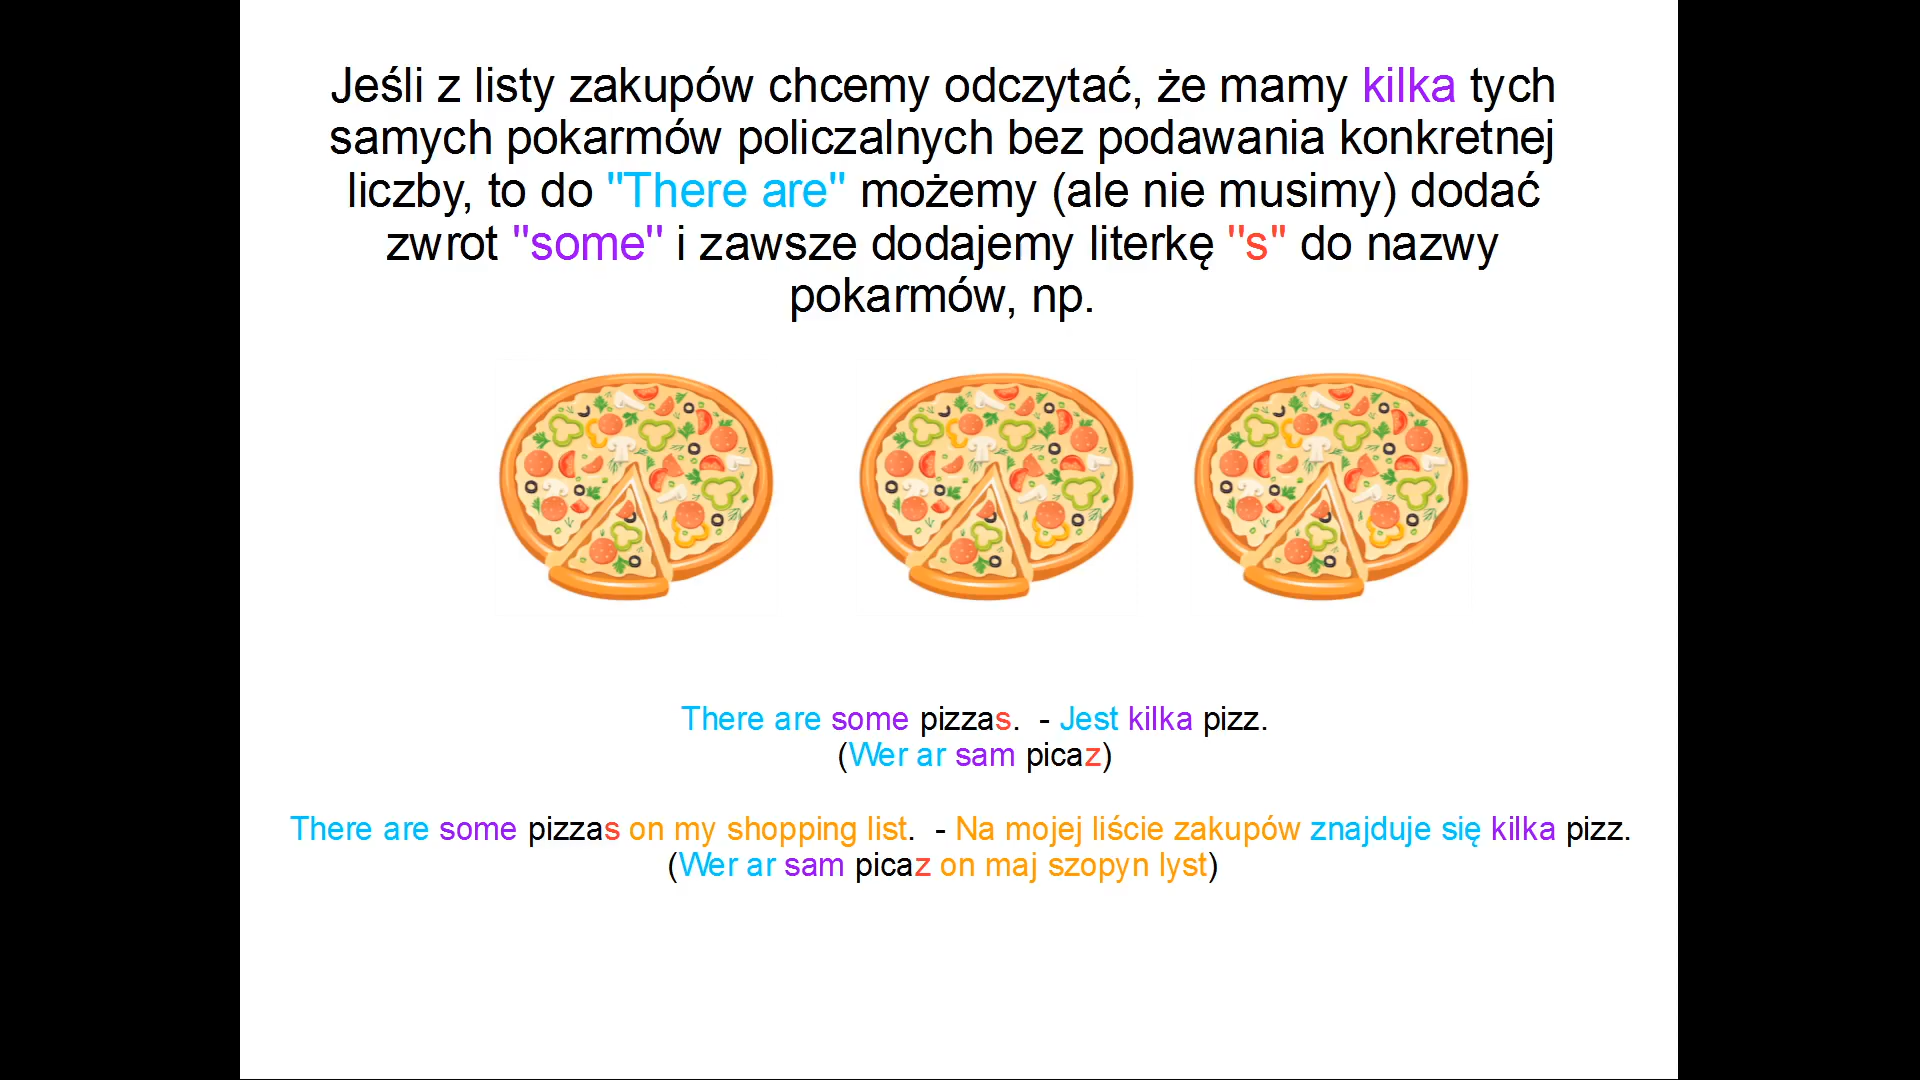 Jeśli z listy zakupów chcemy odczytać, że mamy kilka tych
samych pokarmów policzalnych bez podawania konkretnej
liczby, to do "There are" możemy (ale nie musimy) dodać
zwrot "some" i zawsze dodajemy literkę "s" do nazwy
pokarmów, np.
There are some pizzas.  - Jest kilka pizz.
(Wer ar sam picaz)
There are some pizzas on my shopping list.  - Na mojej liście zakupów znajduje się kilka pizz.
(Wer ar sam picaz on maj szopyn lyst)